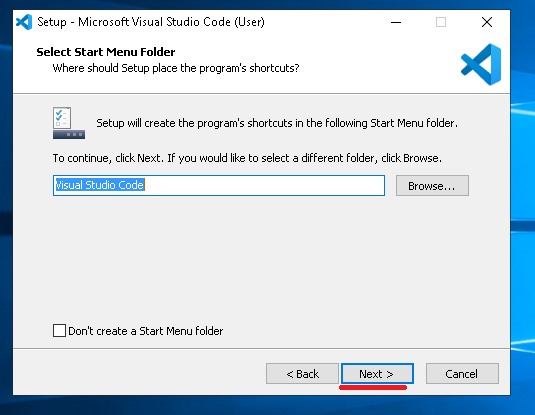 Setup - Microsoft Visual Studio Code (User)
Select Start Menu Folder
Where should Setup place the program's shortcuts?
Setup will create the program's shortcuts in the following Start Menu folder.
To continue, click Next. If you would like to select a different folder, click Browse.
Visual Studio Code
Browse...
Don't create a Start Menu folder
< Back
Next >
Cancel